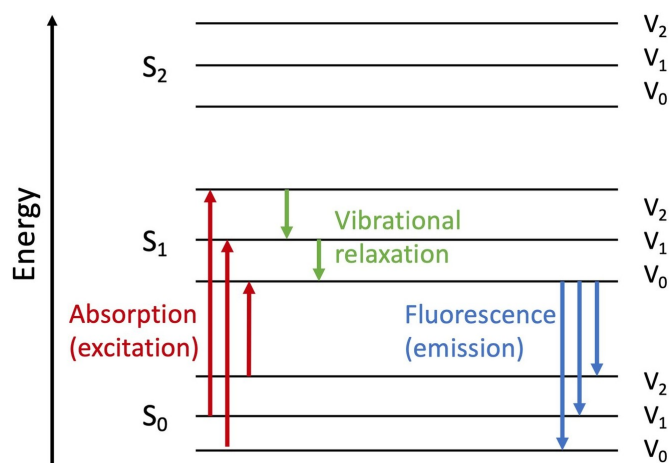 Energy
S₂
V₂
V₁
V₀
S₁
V₂
V₁
V₀
Vibrational
relaxation
Absorption
(excitation)
Fluorescence
(emission)
S₀
V₂
V₁
V₀